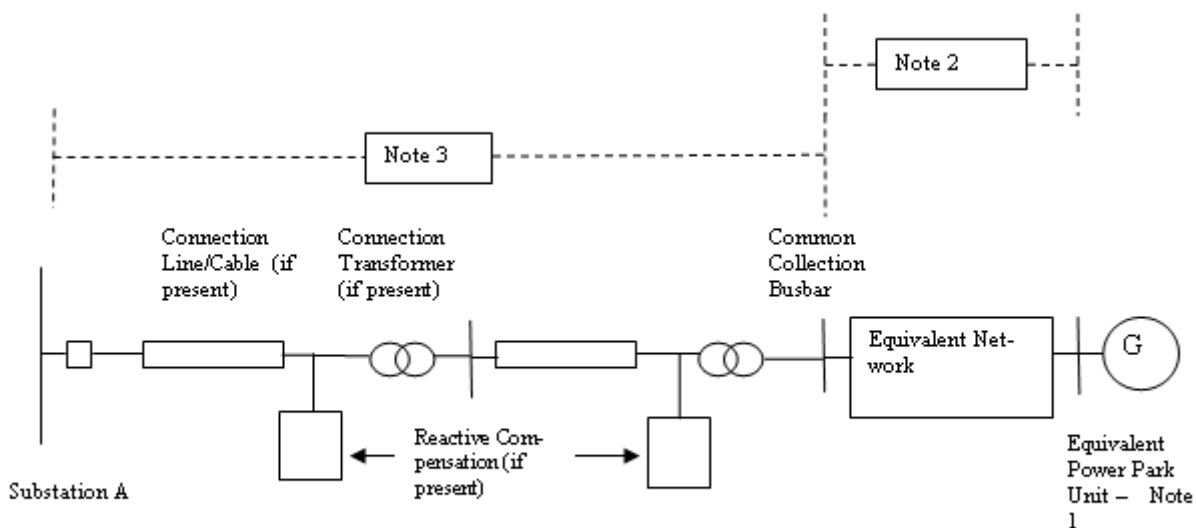 Note 2
Note 3
Connection
Line/Cable (if
present)
Connection
Transformer
(if present)
Common
Collection
Busbar
Equivalent Net-
work
G
Reactive Com-
pensation (if
present)
Substation A
Equivalent
Power Park
Unit – Note
1